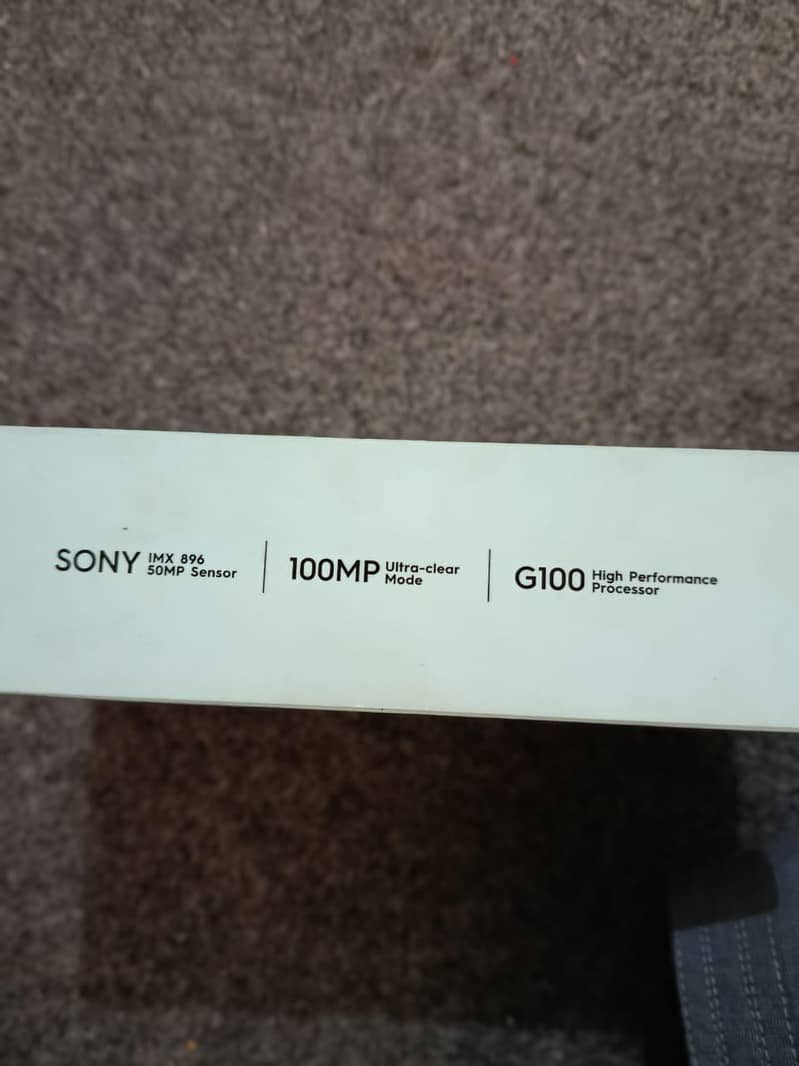 SONY IMX 896
50MP Sensor
100MP Ultra-clear
Mode
G100 High Performance
Processor